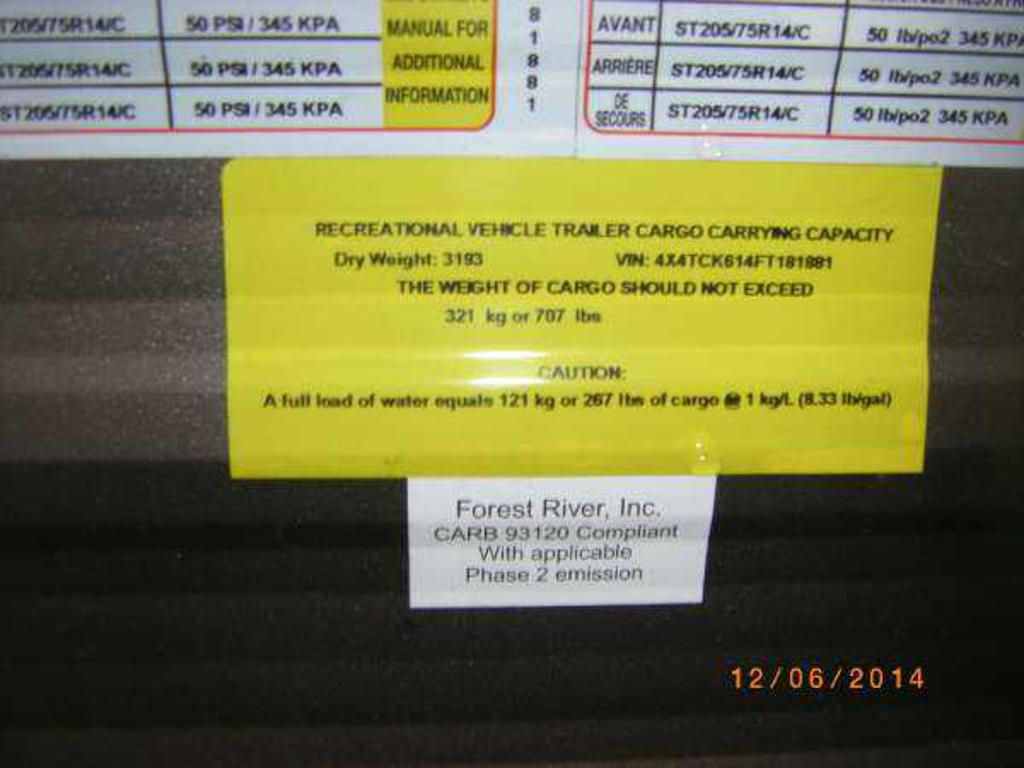 T205/75R14/C 50 PSI / 345 KPA MANUAL FOR
ST205/75R14/C 50 PSI / 345 KPA ADDITIONAL
ST205/75R14/C 50 PSI / 345 KPA INFORMATION
8
1
8
8
1
AVANT ST205/75R14/C 50 lb/po2 345 KPA
ARRIÈRE ST205/75R14/C 50 lb/po2 345 KPA
DE SECOURS ST205/75R14/C 50 lb/po2 345 KPA
RECREATIONAL VEHICLE TRAILER CARGO CARRYING CAPACITY
Dry Weight: 3193 VIN: 4X4TCK614FT181881
THE WEIGHT OF CARGO SHOULD NOT EXCEED
321 kg or 707 lbs
CAUTION:
A full load of water equals 121 kg or 267 lbs of cargo @ 1 kg/L (8.33 lb/gal)
Forest River, Inc.
CARB 93120 Compliant
With applicable
Phase 2 emission
12/06/2014